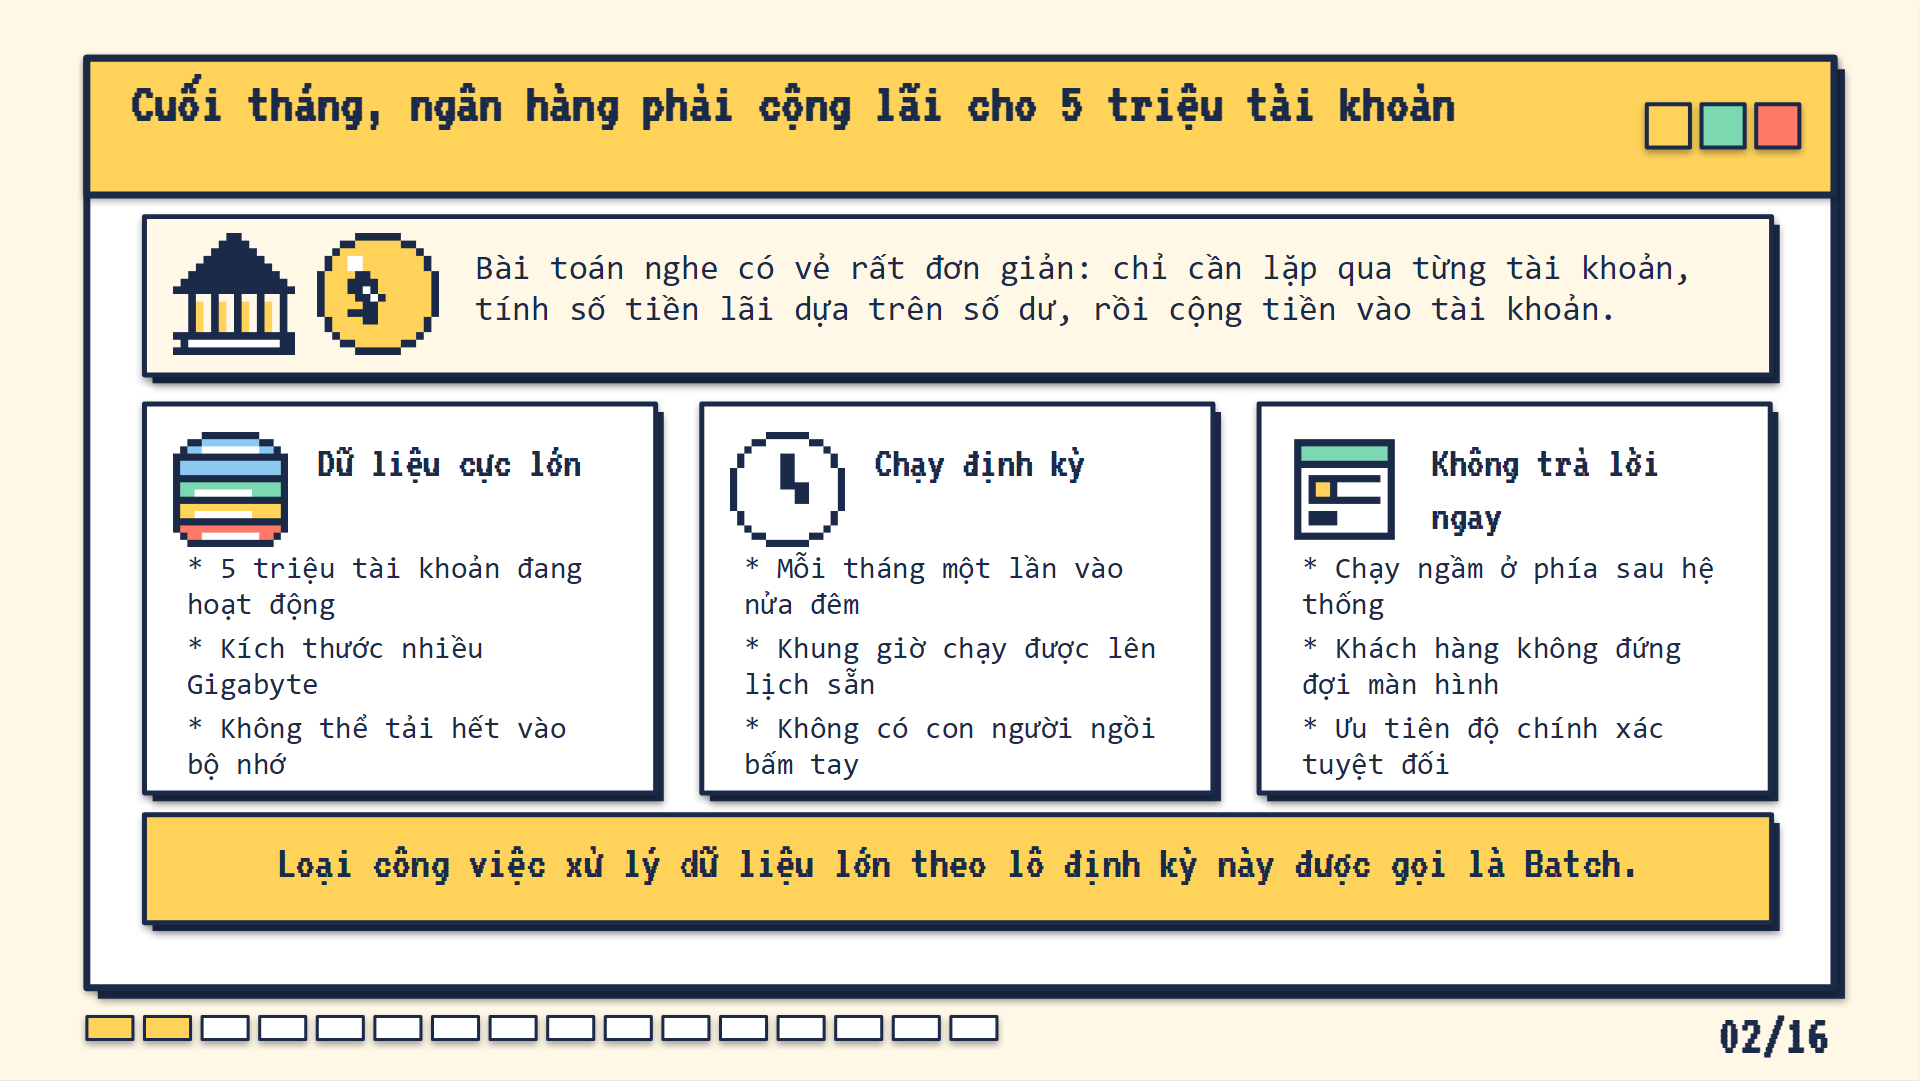 Cuối tháng, ngân hàng phải cộng lãi cho 5 triệu tài khoản
Bài toán nghe có vẻ rất đơn giản: chỉ cần lặp qua từng tài khoản,
tính số tiền lãi dựa trên số dư, rồi cộng tiền vào tài khoản.
Dữ liệu cực lớn
* 5 triệu tài khoản đang
hoạt động
* Kích thước nhiều
Gigabyte
* Không thể tải hết vào
bộ nhớ
Chạy định kỳ
* Mỗi tháng một lần vào
nửa đêm
* Khung giờ chạy được lên
lịch sẵn
* Không có con người ngồi
bấm tay
Không trả lời
ngay
* Chạy ngầm ở phía sau hệ
thống
* Khách hàng không đứng
đợi màn hình
* Ưu tiên độ chính xác
tuyệt đối
Loại công việc xử lý dữ liệu lớn theo lô định kỳ này được gọi là Batch.
02/16